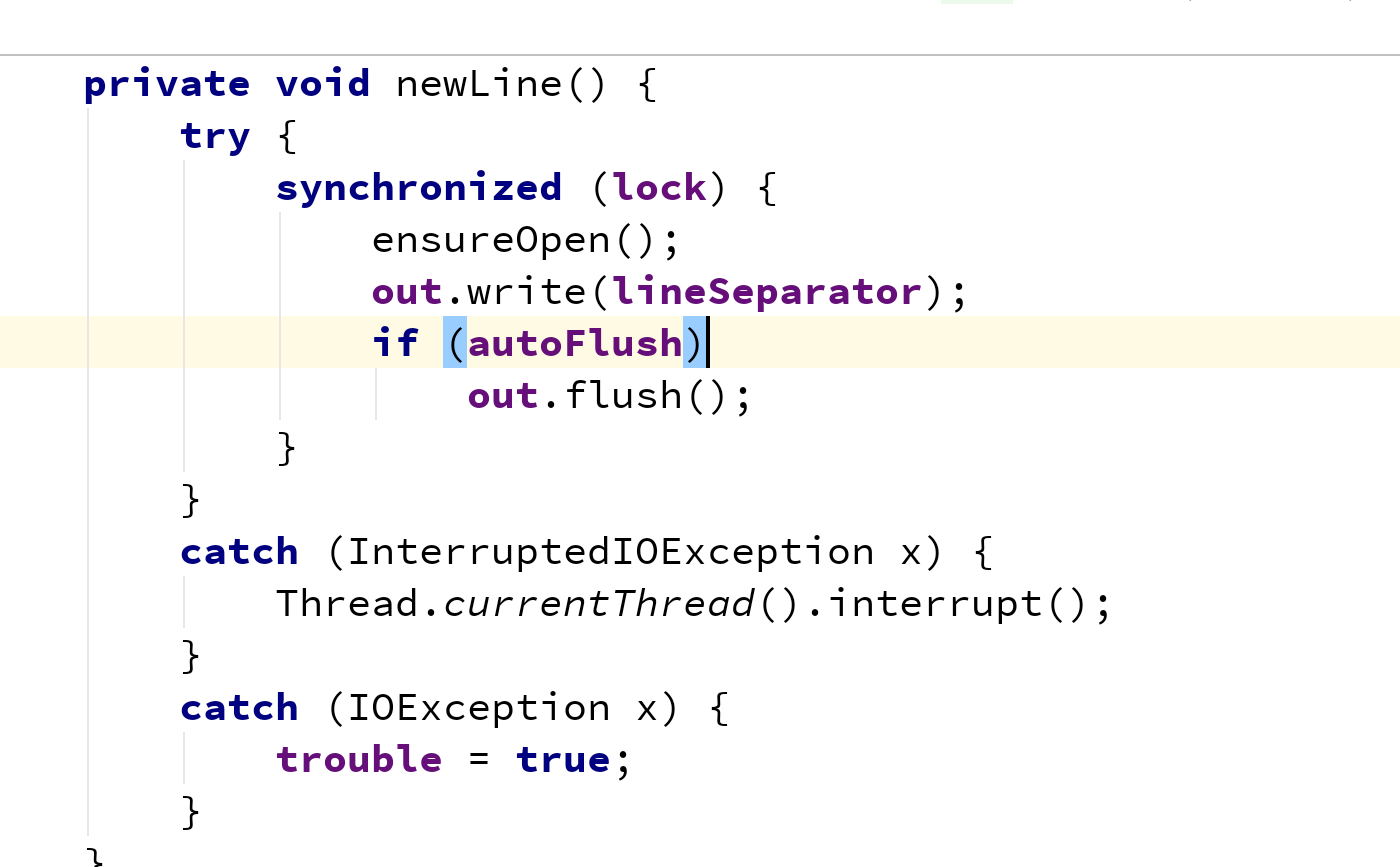 private void newLine() {
    try {
        synchronized (lock) {
            ensureOpen();
            out.write(lineSeparator);
            if (autoFlush)
                out.flush();
        }
    }
    catch (InterruptedIOException x) {
        Thread.currentThread().interrupt();
    }
    catch (IOException x) {
        trouble = true;
    }
}